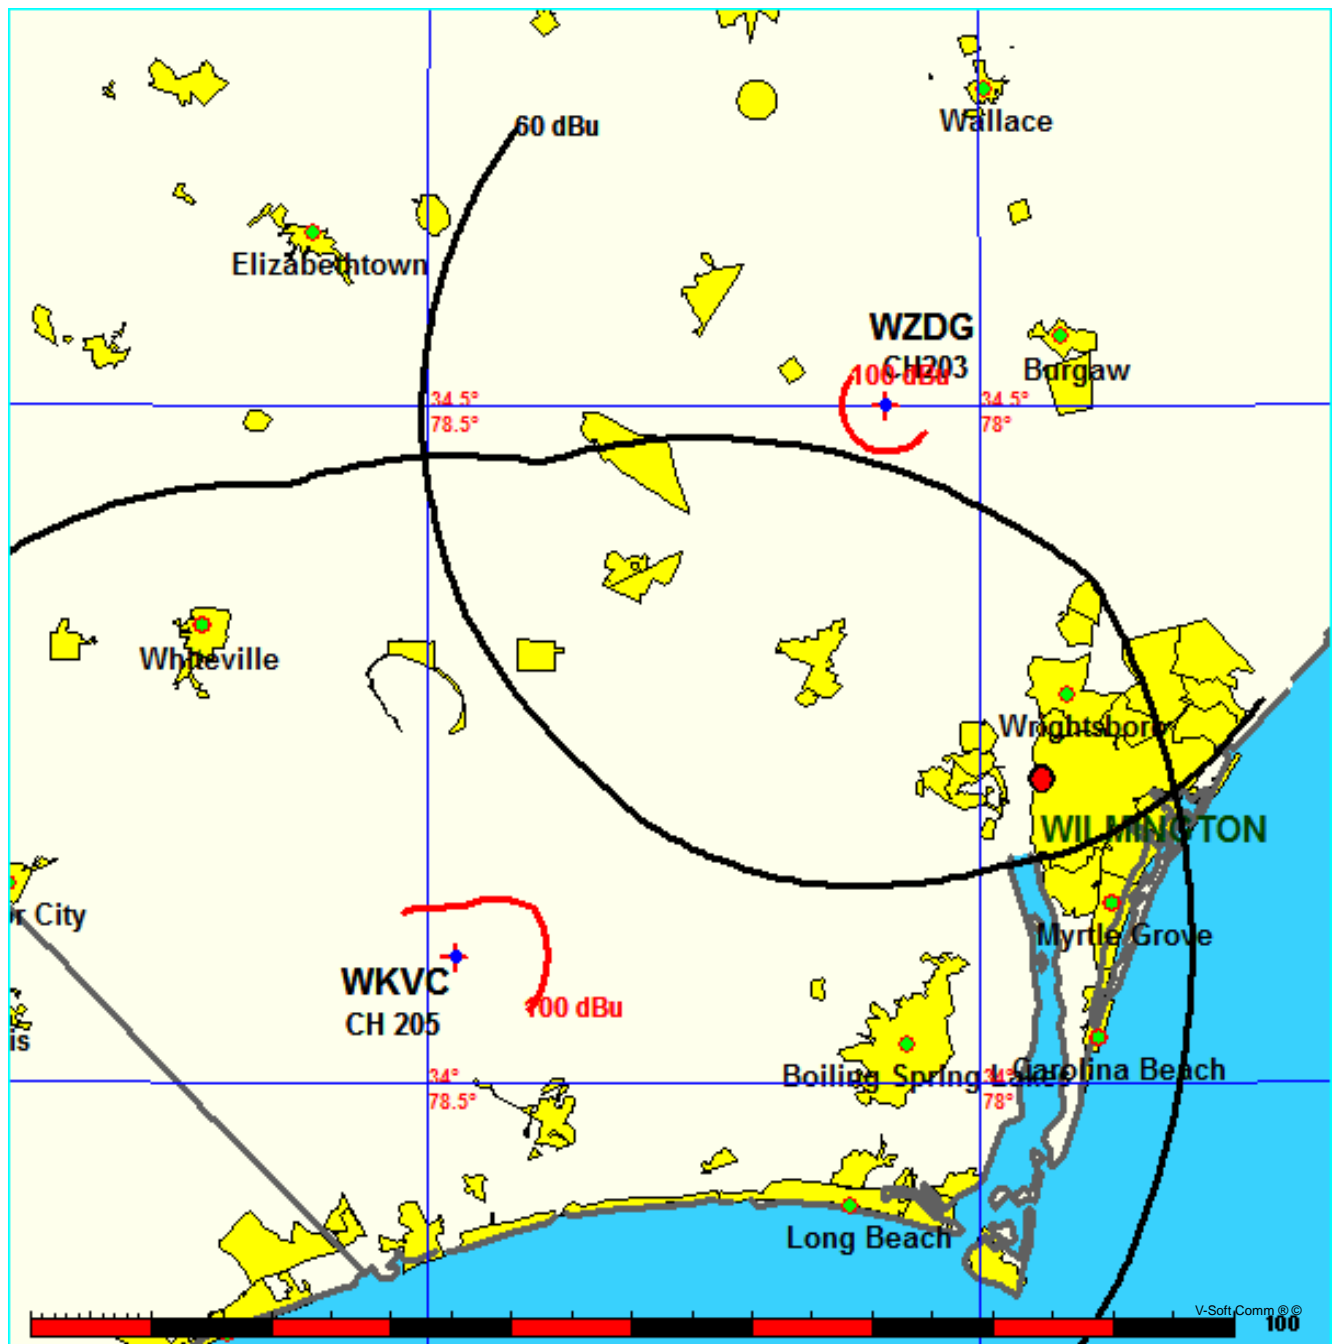 60 dBu
Wallace
Elizabethtown
WZDG
CH203
100 dBu
Burgaw
34.5°
78.5°
34.5°
78°
Whiteville
Wrightsboro
WILMINGTON
r City
Myrtle Grove
WKVC
CH 205
100 dBu
is
Boiling Spring Lakes
Carolina Beach
34°
78.5°
34°
78°
Long Beach
V-Soft Comm ® ©
100